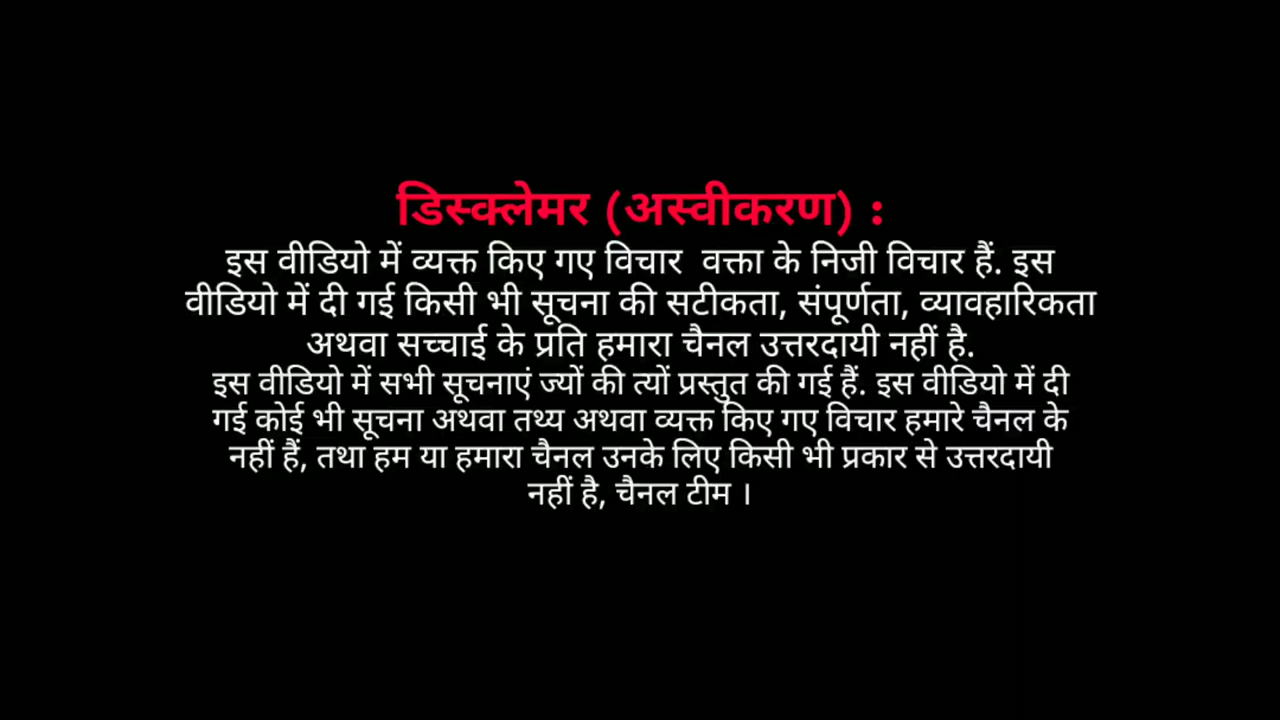 डिस्क्लेमर (अस्वीकरण) :
इस वीडियो में व्यक्त किए गए विचार वक्ता के निजी विचार हैं. इस
वीडियो में दी गई किसी भी सूचना की सटीकता, संपूर्णता, व्यावहारिकता
अथवा सच्चाई के प्रति हमारा चैनल उत्तरदायी नहीं है.
इस वीडियो में सभी सूचनाएं ज्यों की त्यों प्रस्तुत की गई हैं. इस वीडियो में दी
गई कोई भी सूचना अथवा तथ्य अथवा व्यक्त किए गए विचार हमारे चैनल के
नहीं हैं, तथा हम या हमारा चैनल उनके लिए किसी भी प्रकार से उत्तरदायी
नहीं है, चैनल टीम ।